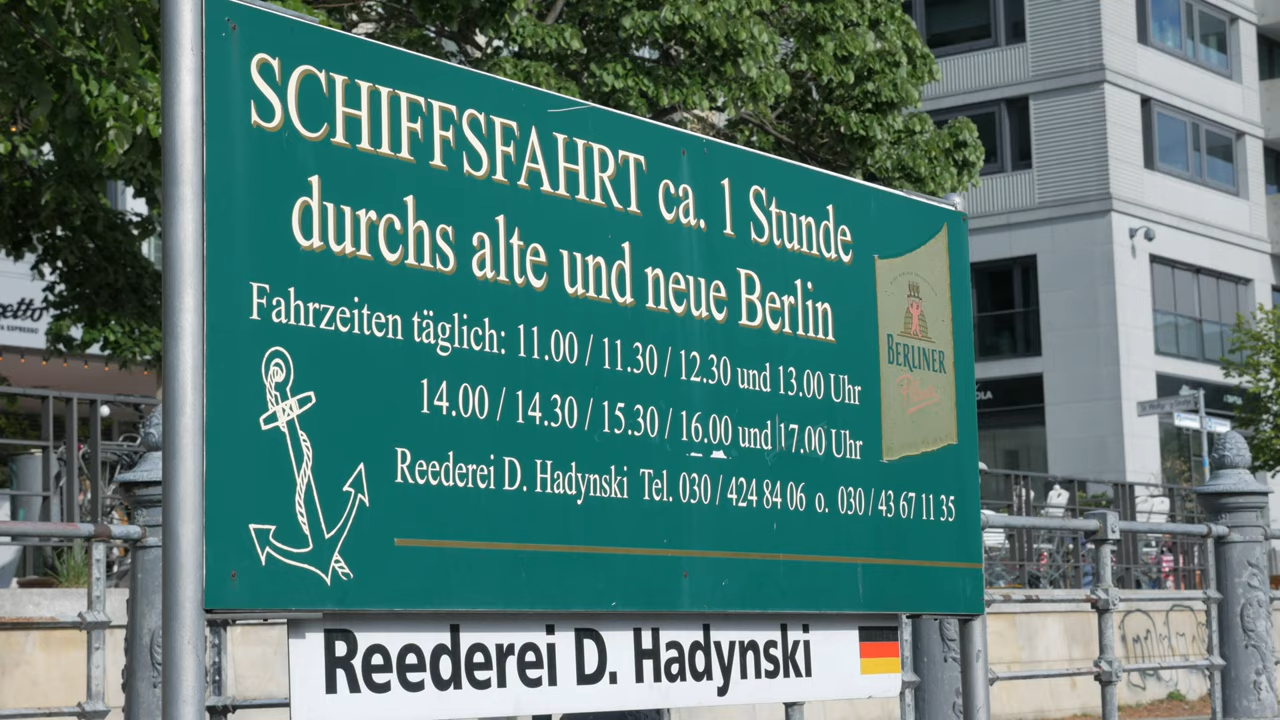 SCHIFFSFAHRT ca. 1 Stunde
durchs alte und neue Berlin
Fahrzeiten täglich: 11.00 / 11.30 / 12.30 und 13.00 Uhr
14.00 / 14.30 / 15.30 / 16.00 und 17.00 Uhr
Reederei D. Hadynski Tel. 030 / 424 84 06 o. 030 / 43 67 11 35
BERLINER
Pilsner
Reederei D. Hadynski